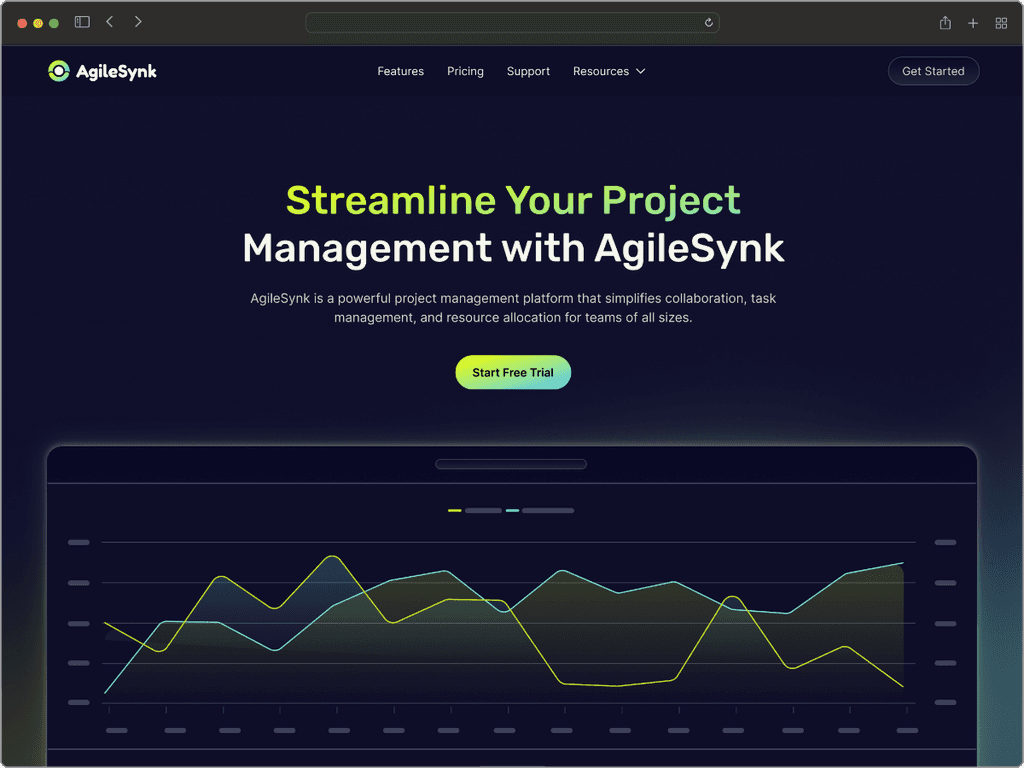 AgileSynk
Features
Pricing
Support
Resources
Get Started
Streamline Your Project
Management with AgileSynk
AgileSynk is a powerful project management platform that simplifies collaboration, task
management, and resource allocation for teams of all sizes.
Start Free Trial